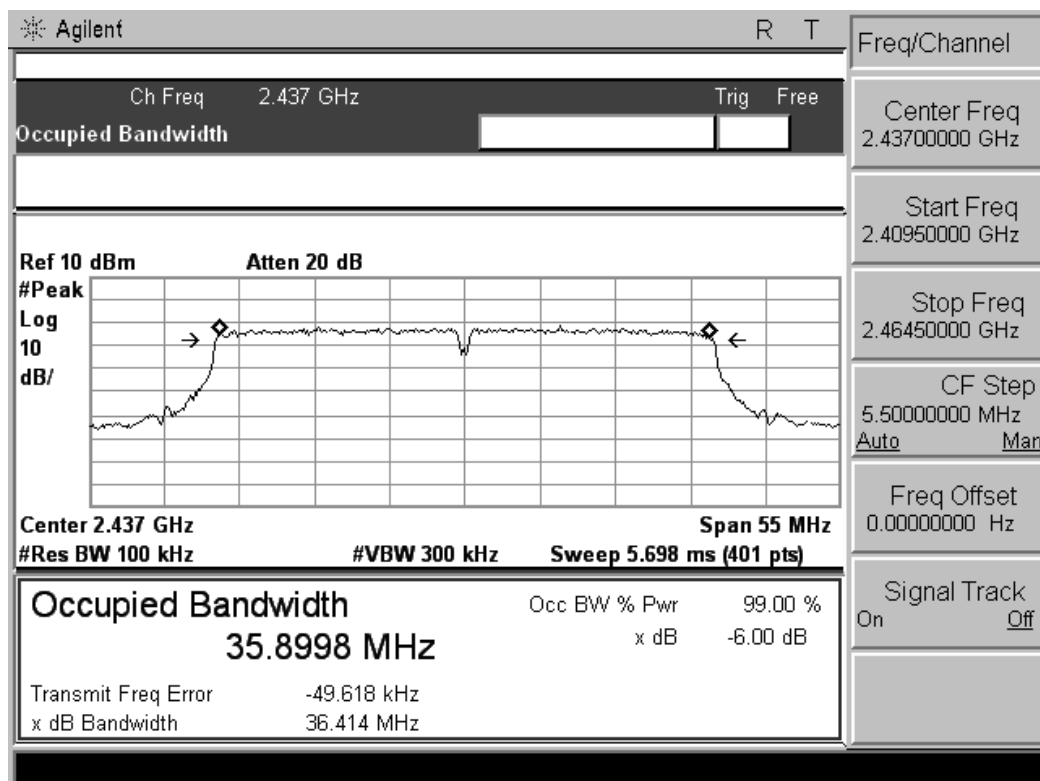 Agilent
R T
Ch Freq 2.437 GHz
Trig Free
Occupied Bandwidth
Ref 10 dBm
Atten 20 dB
#Peak
Log
10
dB/
Center 2.437 GHz
Span 55 MHz
#Res BW 100 kHz
#VBW 300 kHz
Sweep 5.698 ms (401 pts)
Occupied Bandwidth
35.8998 MHz
Occ BW % Pwr 99.00 %
x dB -6.00 dB
Transmit Freq Error -49.618 kHz
x dB Bandwidth 36.414 MHz
Freq/Channel
Center Freq
2.43700000 GHz
Start Freq
2.40950000 GHz
Stop Freq
2.46450000 GHz
CF Step
5.50000000 MHz
Auto Man
Freq Offset
0.00000000 Hz
Signal Track
On Off